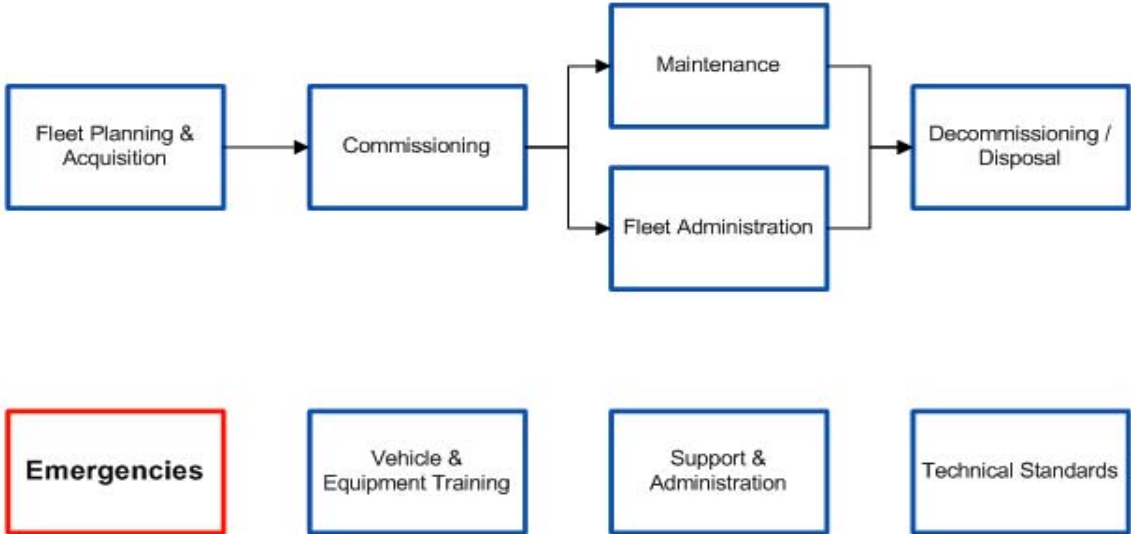 Maintenance
Fleet Planning &
Acquisition
Commissioning
Decommissioning /
Disposal
Fleet Administration
Emergencies
Vehicle &
Equipment Training
Support &
Administration
Technical Standards